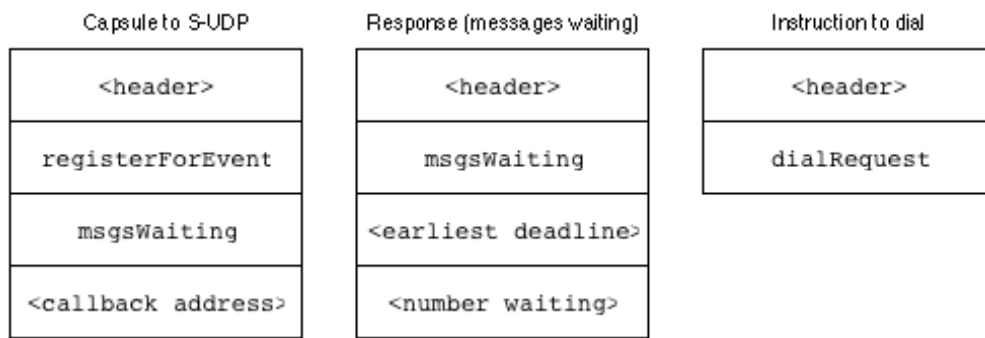 Capsule to S-UDP
<header>
registerForEvent
msgsWaiting
<callback address>
Response (messages waiting)
<header>
msgsWaiting
<earliest deadline>
<number waiting>
Instruction to dial
<header>
dialRequest